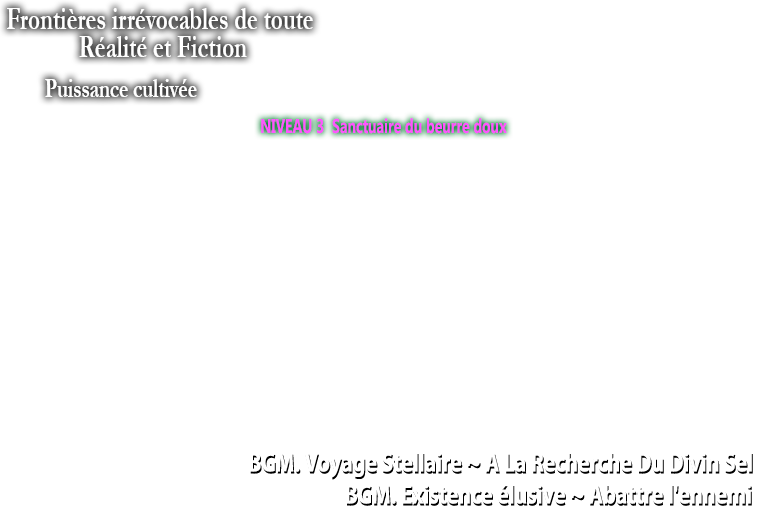 Frontières irrévocables de toute
Réalité et Fiction
Puissance cultivée
NIVEAU 3 Sanctuaire du beurre doux
BGM. Voyage Stellaire ~ A La Recherche Du Divin Sel
BGM. Existence élusive ~ Abattre l'ennemi